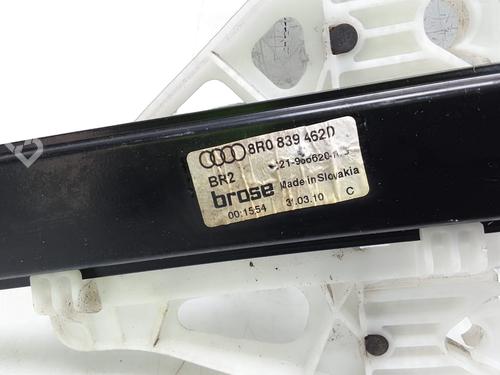 8R0 839 462D
BR2
brose Made in Slovakia
00:1554 31.03.10 C